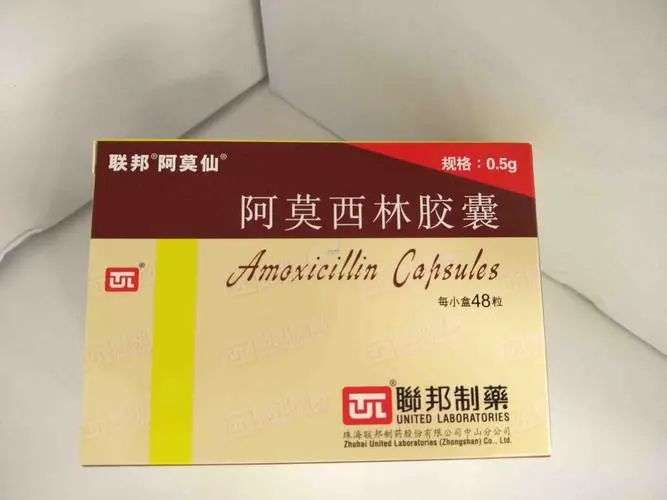 联邦®阿莫仙®
规格：0.5g
阿莫西林胶囊
Amoxicillin Capsules
每小盒48粒
®
聯邦制藥
UNITED LABORATORIES
珠海联邦制药股份有限公司中山分公司
Zhuhai United Laboratories (Zhongshan) Co., Ltd.